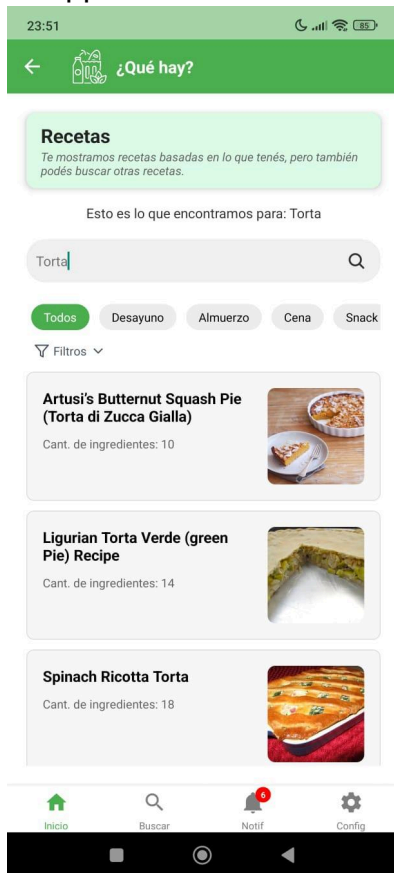 23:51
85
¿Qué hay?
Recetas
Te mostramos recetas basadas en lo que tenés, pero también
podés buscar otras recetas.
Esto es lo que encontramos para: Torta
Torta
Todos Desayuno Almuerzo Cena Snack
Filtros
Artusi's Butternut Squash Pie
(Torta di Zucca Gialla)
Cant. de ingredientes: 10
Ligurian Torta Verde (green
Pie) Recipe
Cant. de ingredientes: 14
Spinach Ricotta Torta
Cant. de ingredientes: 18
6
Inicio Buscar Notif Config